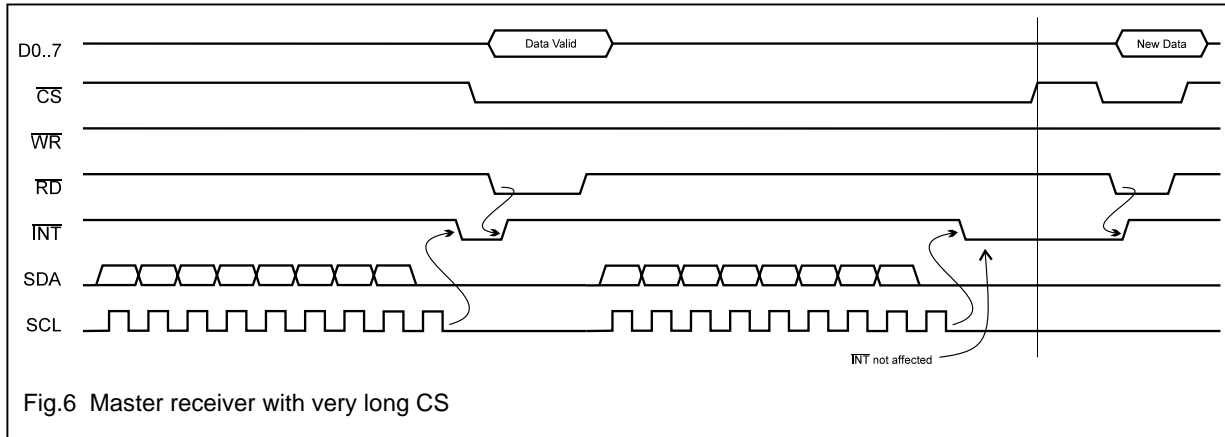 D0..7
Data Valid
New Data
CS
WR
RD
INT
SDA
SCL
INT not affected
Fig.6 Master receiver with very long CS